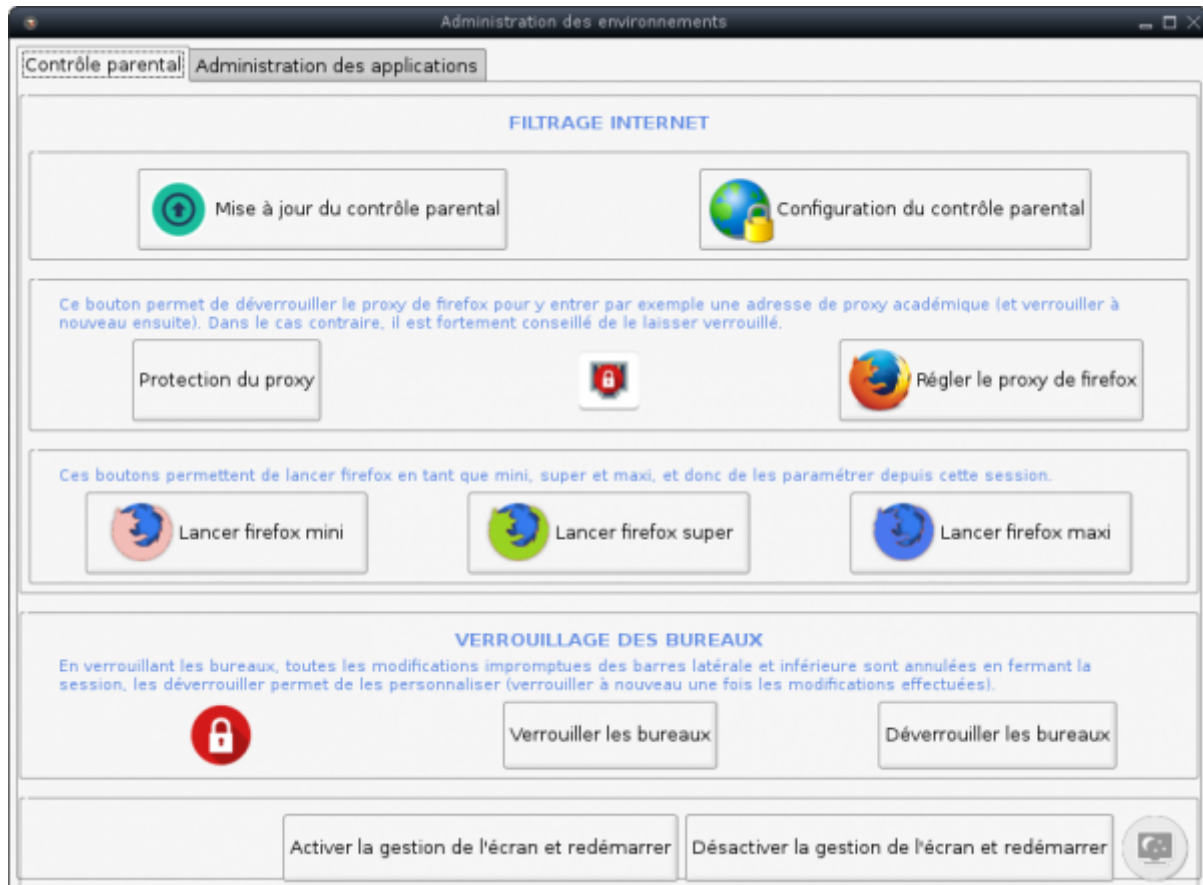 Administration des environnements
Contrôle parental
Administration des applications
FILTRAGE INTERNET
Mise à jour du contrôle parental
Configuration du contrôle parental
Ce bouton permet de déverrouiller le proxy de firefox pour y entrer par exemple une adresse de proxy académique (et verrouiller à
nouveau ensuite). Dans le cas contraire, il est fortement conseillé de le laisser verrouillé.
Protection du proxy
Régler le proxy de firefox
Ces boutons permettent de lancer firefox en tant que mini, super et maxi, et donc de les paramétrer depuis cette session.
Lancer firefox mini
Lancer firefox super
Lancer firefox maxi
VERROUILLAGE DES BUREAUX
En verrouillant les bureaux, toutes les modifications impromptues des barres latérale et inférieure sont annulées en fermant la
session, les déverrouiller permet de les personnaliser (verrouiller à nouveau une fois les modifications effectuées).
Verrouiller les bureaux
Déverrouiller les bureaux
Activer la gestion de l'écran et redémarrer
Désactiver la gestion de l'écran et redémarrer